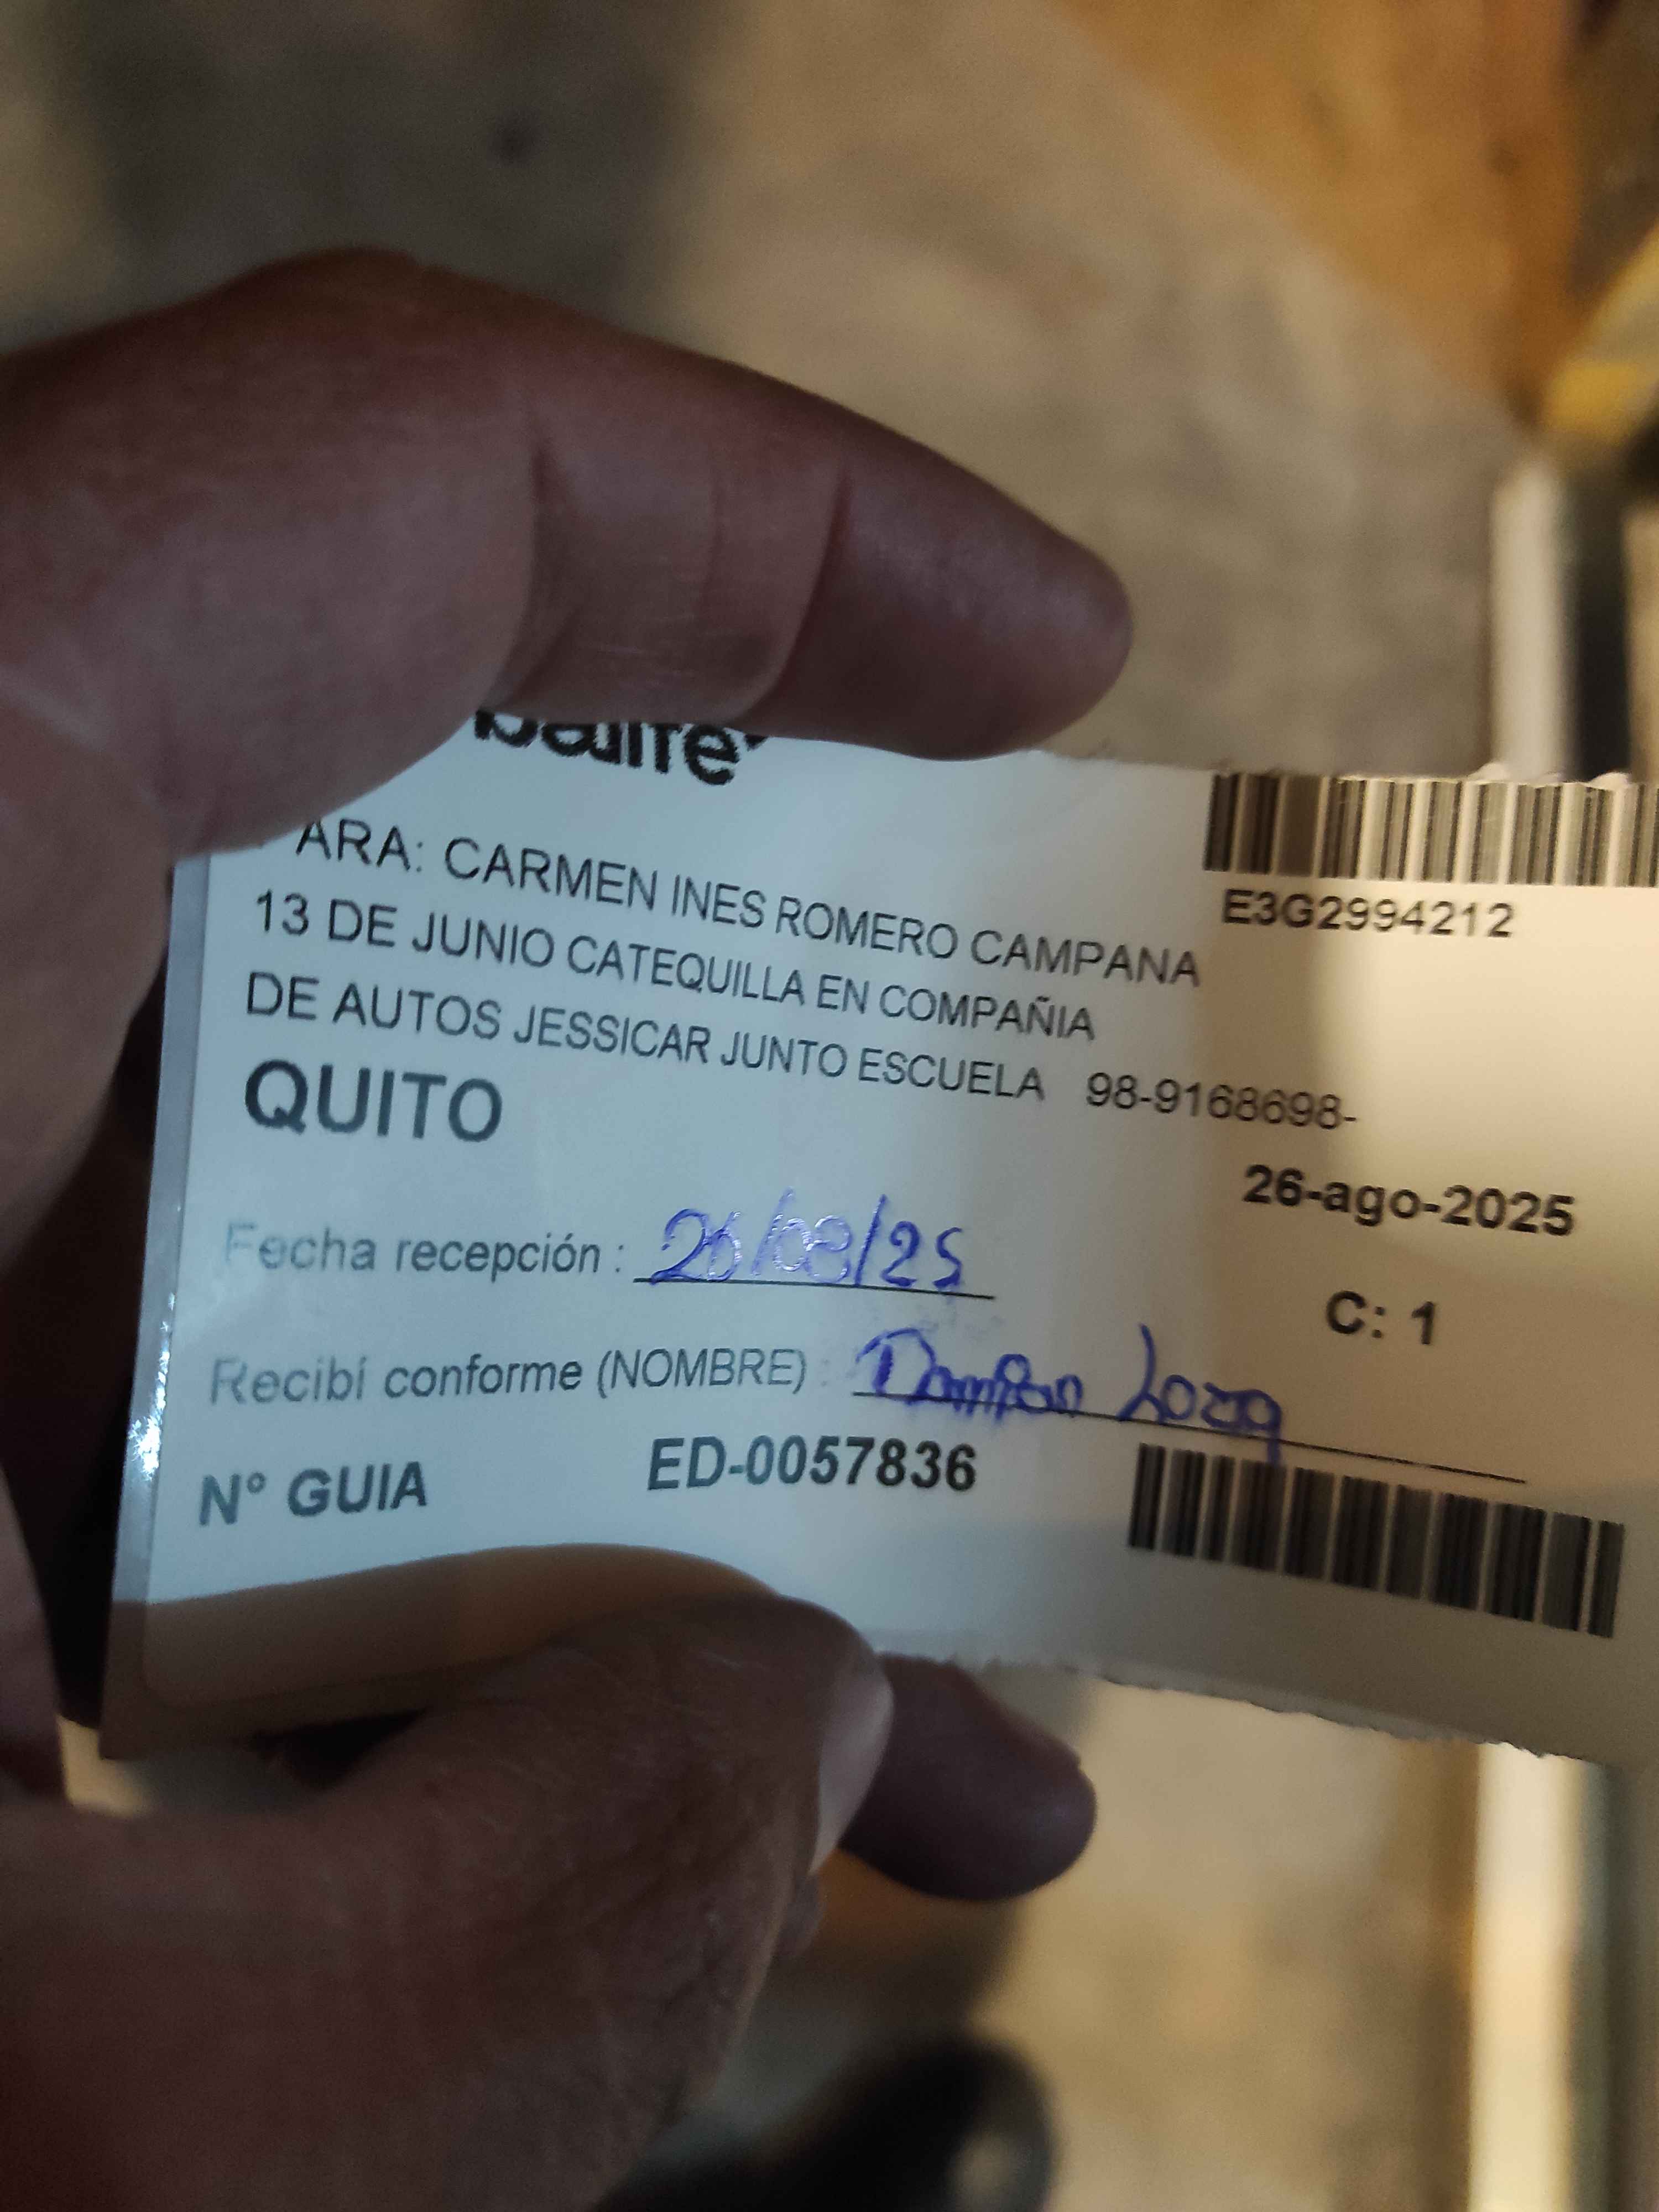 ARA: CARMEN INES ROMERO CAMPANA
E3G2994212
13 DE JUNIO CATEQUILLA EN COMPAÑIA
DE AUTOS JESSICAR JUNTO ESCUELA 98-9168698-
QUITO
26-ago-2025
Fecha recepción : 26/08/25
C: 1
Recibí conforme (NOMBRE) :
N° GUIA ED-0057836